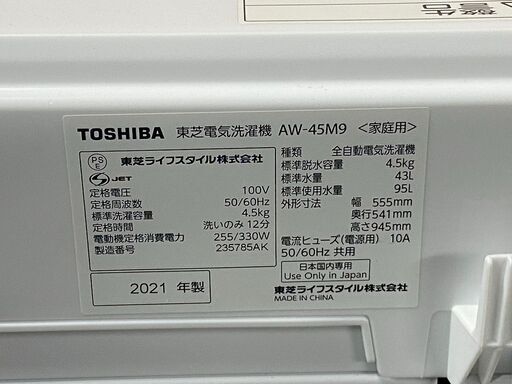 TOSHIBA 東芝電気洗濯機 AW-45M9 <家庭用>
PS
E
東芝ライフスタイル株式会社
JET
定格電圧 100V
定格周波数 50/60Hz
標準洗濯容量 4.5kg
定格時間 洗いのみ 12分
電動機定格消費電力 255/330W
製造番号 235785AK
2021 年製
種類 全自動電気洗濯機
標準脱水容量 4.5kg
標準水量 43L
標準使用水量 95L
外形寸法 幅 555mm
奥行541mm
高さ945mm
電流ヒューズ(電源用) 10A
50/60Hz 共用
日本国内専用
Use Only in Japan
東芝ライフスタイル株式会社
MADE IN CHINA